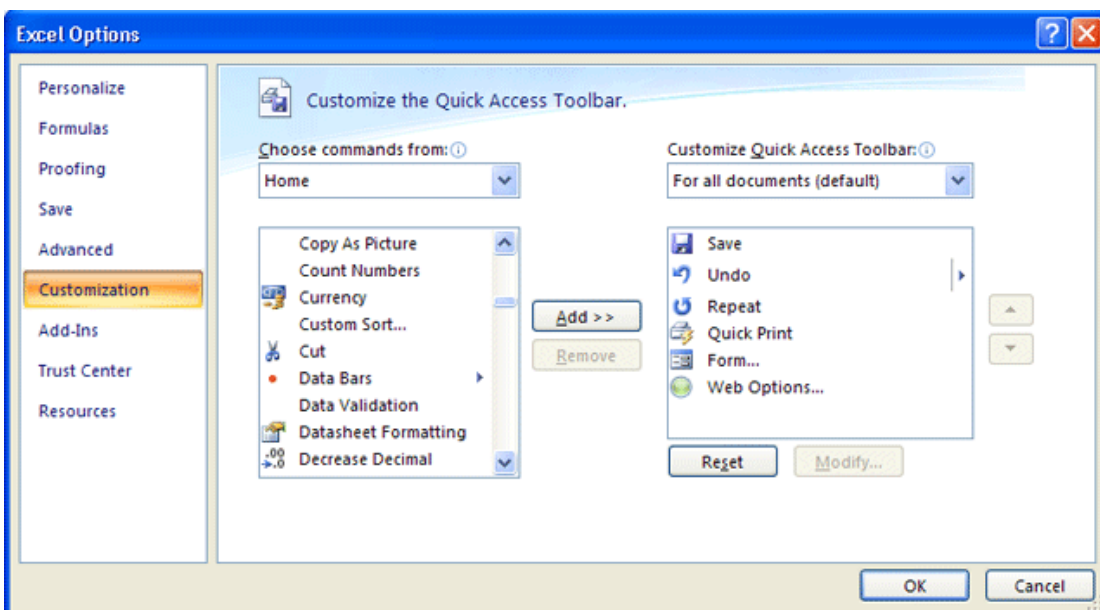 Excel Options
Personalize
Formulas
Proofing
Save
Advanced
Customization
Add-Ins
Trust Center
Resources
Customize the Quick Access Toolbar.
Choose commands from:
Home
Copy As Picture
Count Numbers
Currency
Custom Sort...
Cut
Data Bars
Data Validation
Datasheet Formatting
Decrease Decimal
Add >>
Remove
Customize Quick Access Toolbar:
For all documents (default)
Save
Undo
Repeat
Quick Print
Form...
Web Options...
Reset
Modify...
OK
Cancel